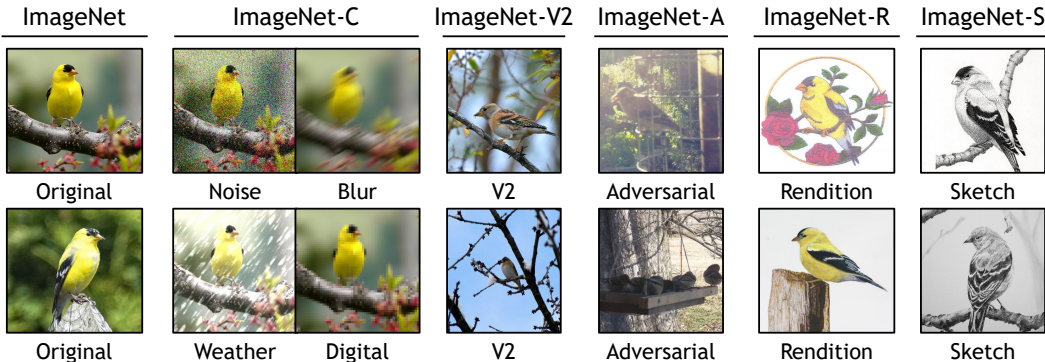 ImageNet
ImageNet-C
ImageNet-V2
ImageNet-A
ImageNet-R
ImageNet-S
Original
Noise
Blur
V2
Adversarial
Rendition
Sketch
Original
Weather
Digital
V2
Adversarial
Rendition
Sketch